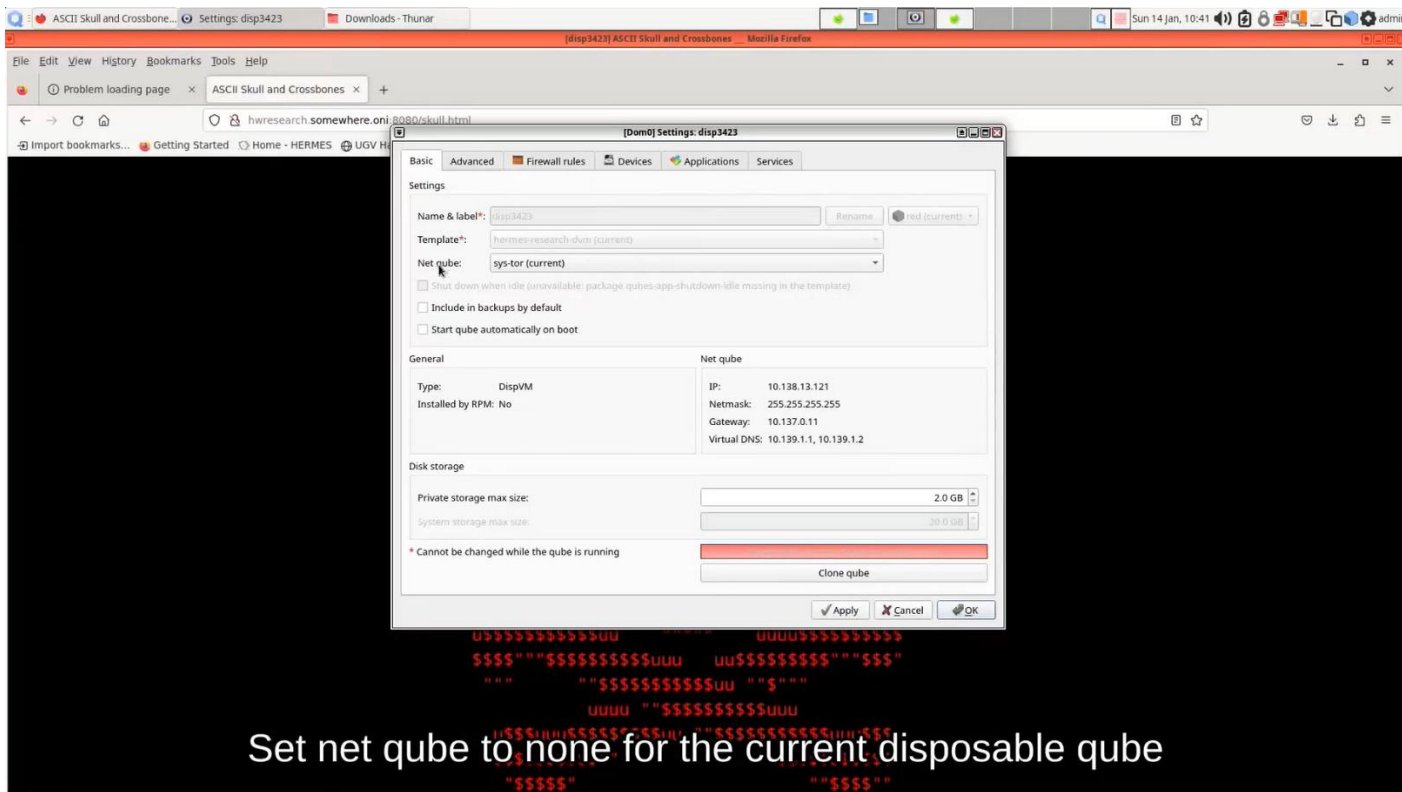 ASCII Skull and Crossbone... Settings: disp3423 Downloads - Thunar Sun 14 Jan, 10:41 admi
[disp3423] ASCII Skull and Crossbones __ Mozilla Firefox
File Edit View History Bookmarks Tools Help
Problem loading page × ASCII Skull and Crossbones × +
hwresearch.somewhere.oni:8080/skull.html
Import bookmarks... Getting Started Home - HERMES UGV Ha
[Dom0] Settings: disp3423
Basic Advanced Firewall rules Devices Applications Services
Settings
Name & label*: disp3423 Rename red (current)
Template*: hermes-research-dvm (current)
Net qube: sys-tor (current)
Shut down when idle (unavailable: package qubes-app-shutdown-idle missing in the template)
Include in backups by default
Start qube automatically on boot
General Net qube
Type: DispVM IP: 10.138.13.121
Installed by RPM: No Netmask: 255.255.255.255
Gateway: 10.137.0.11
Virtual DNS: 10.139.1.1, 10.139.1.2
Disk storage
Private storage max size: 2.0 GB
System storage max size: 20.0 GB
* Cannot be changed while the qube is running
Clone qube
Apply Cancel OK
Set net qube to none for the current disposable qube